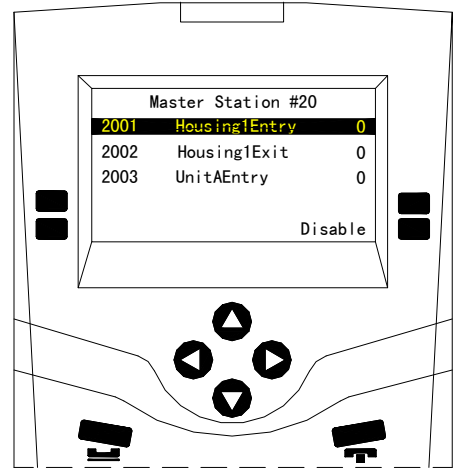 Master Station #20
2001 Housing1Entry 0
2002 Housing1Exit 0
2003 UnitAEntry 0
Disable